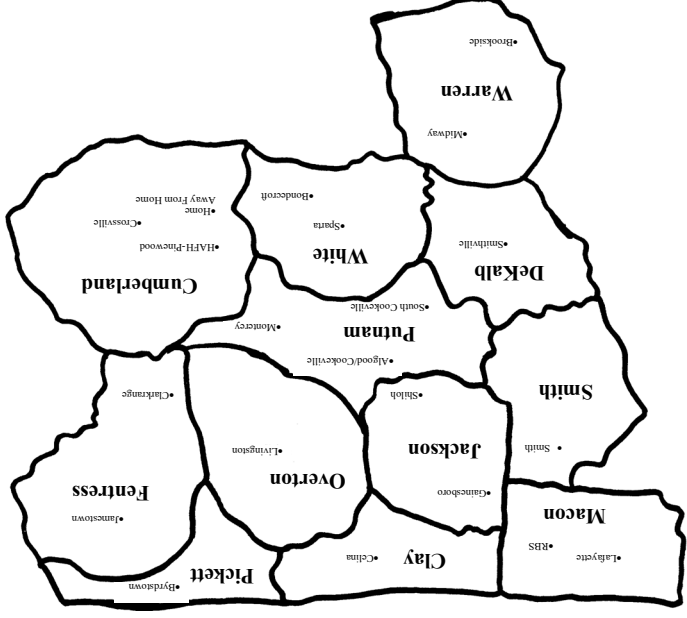 •Lafayette
•RBS
Macon
Clay
•Celina
Pickett
•Byrdstown
•Smith
Smith
•Gainesboro
Jackson
•Shiloh
Overton
•Livingston
•Jamestown
Fentress
•Clarkrange
•Algood/Cookeville
Putnam
•Monterey
•South Cookeville
DeKalb
•Smithville
White
•Sparta
•Bondecroft
Cumberland
•HAFH-Pinewood
•Crossville
•Home
Away From Home
•Midway
Warren
•Brookside